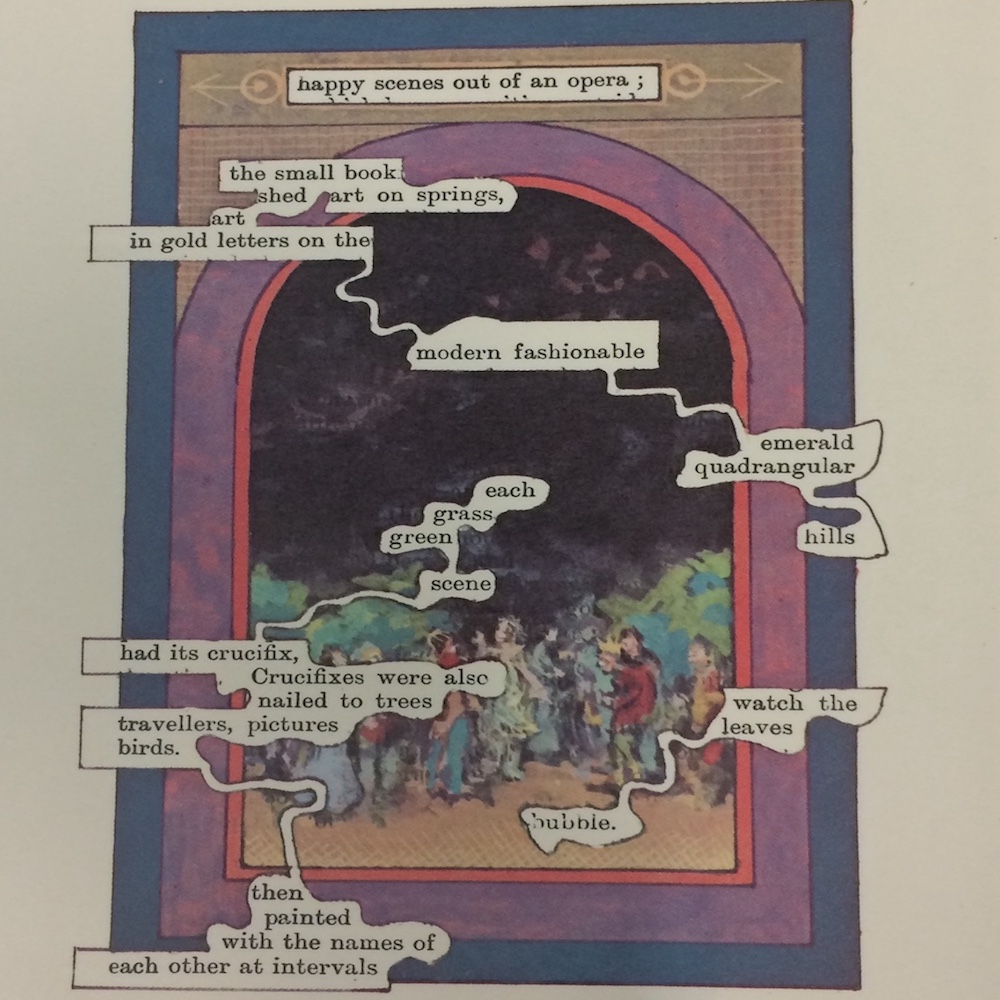 happy scenes out of an opera ;
the small book
shed art on springs,
art
in gold letters on the
modern fashionable
emerald
quadrangular
hills
each
grass
green
scene
had its crucifix,
Crucifixes were also
nailed to trees
travellers, pictures
birds.
watch the
leaves
bubble.
then
painted
with the names of
each other at intervals